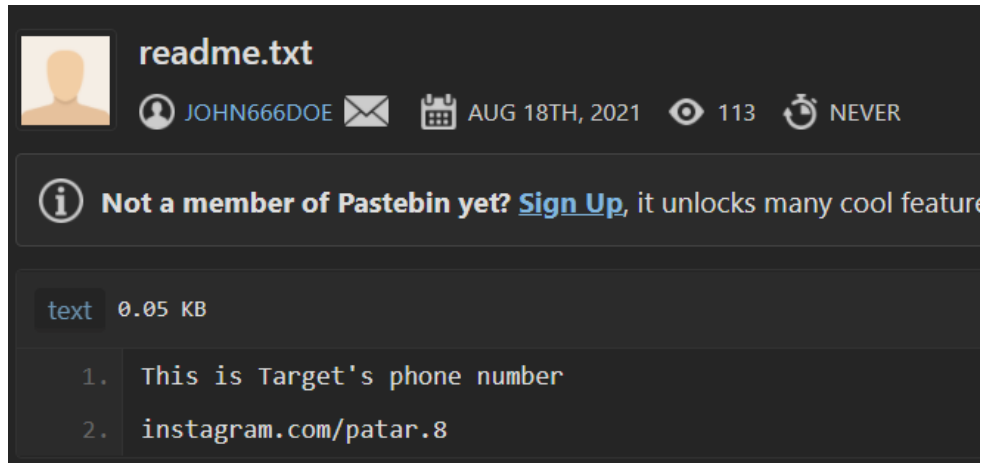 readme.txt
JOHN666DOE AUG 18TH, 2021 113 NEVER
Not a member of Pastebin yet? Sign Up, it unlocks many cool feature
text 0.05 KB
1. This is Target's phone number
2. instagram.com/patar.8